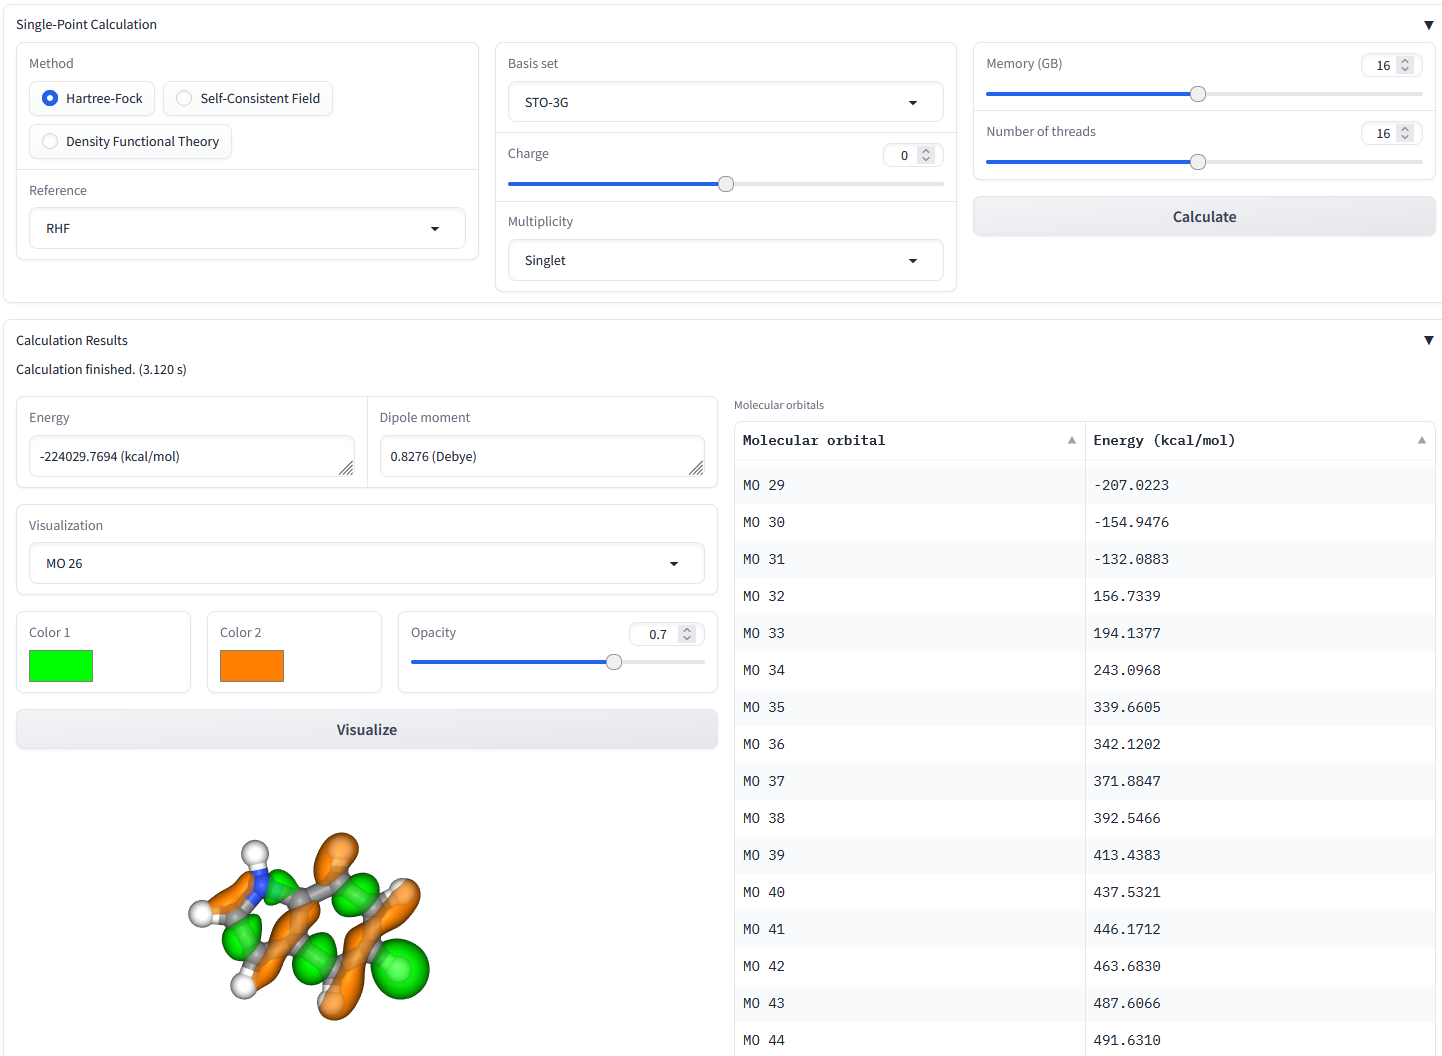 Single-Point Calculation
Method
Hartree-Fock
Self-Consistent Field
Density Functional Theory
Reference
RHF
Basis set
STO-3G
Charge
0
Multiplicity
Singlet
Memory (GB)
16
Number of threads
16
Calculate
Calculation Results
Calculation finished. (3.120 s)
Energy
-224029.7694 (kcal/mol)
Dipole moment
0.8276 (Debye)
Visualization
MO 26
Color 1
Color 2
Opacity
0.7
Visualize
Molecular orbitals
Molecular orbital Energy (kcal/mol)
MO 29 -207.0223
MO 30 -154.9476
MO 31 -132.0883
MO 32 156.7339
MO 33 194.1377
MO 34 243.0968
MO 35 339.6605
MO 36 342.1202
MO 37 371.8847
MO 38 392.5466
MO 39 413.4383
MO 40 437.5321
MO 41 446.1712
MO 42 463.6830
MO 43 487.6066
MO 44 491.6310